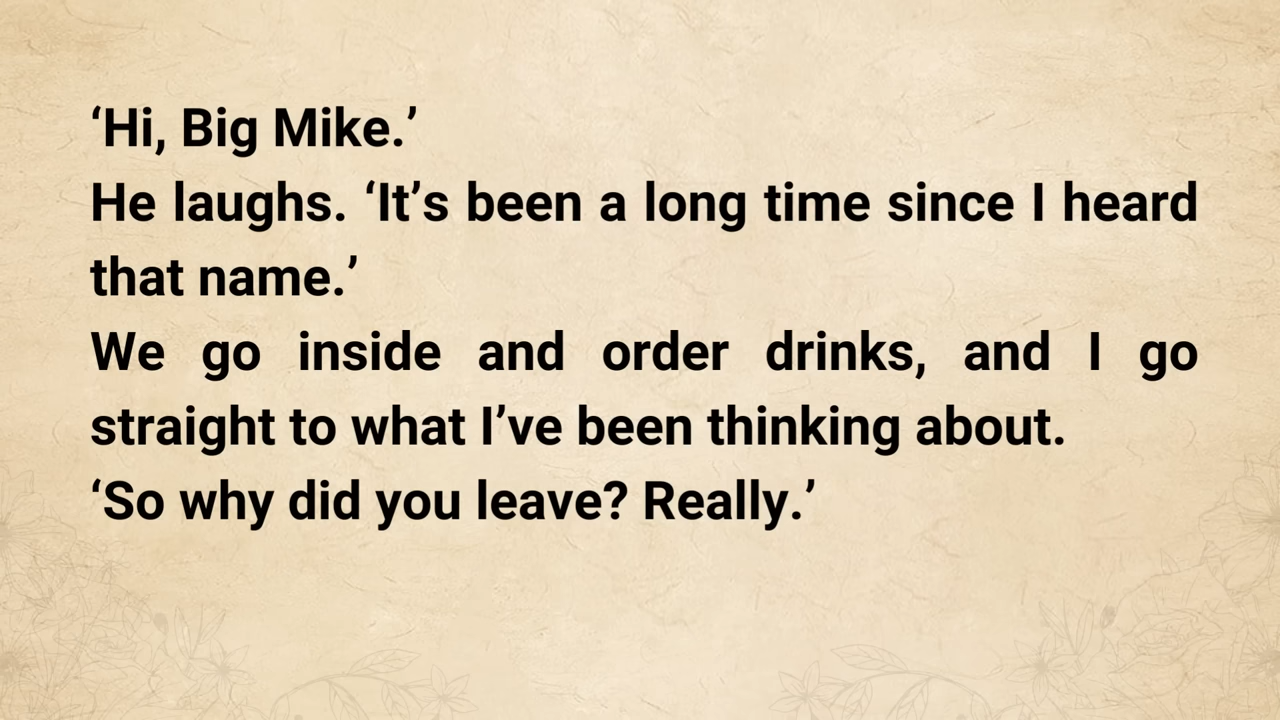 ‘Hi, Big Mike.’
He laughs. ‘It’s been a long time since I heard
that name.’
We go inside and order drinks, and I go
straight to what I’ve been thinking about.
‘So why did you leave? Really.’